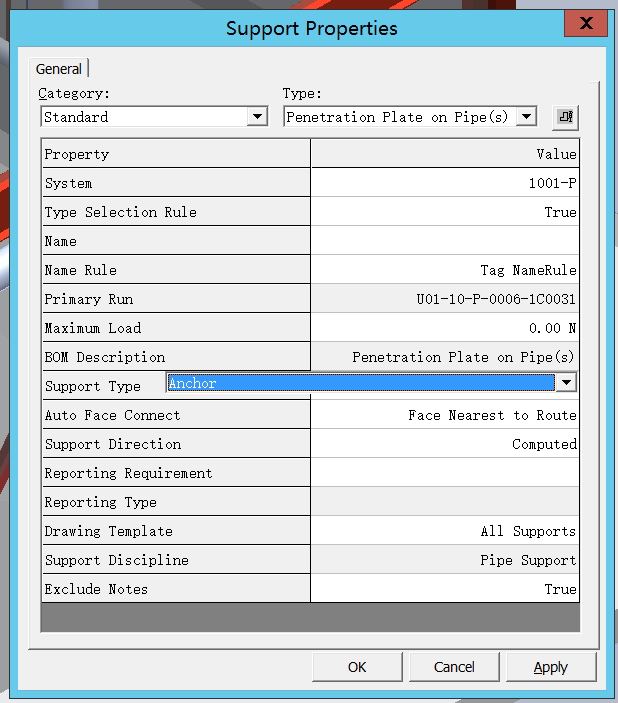 Support Properties
General
Category: Type:
Standard Penetration Plate on Pipe(s)
Property Value
System 1001-P
Type Selection Rule True
Name
Name Rule Tag NameRule
Primary Run U01-10-P-0006-1C0031
Maximum Load 0.00 N
BOM Description Penetration Plate on Pipe(s)
Support Type Anchor
Auto Face Connect Face Nearest to Route
Support Direction Computed
Reporting Requirement
Reporting Type
Drawing Template All Supports
Support Discipline Pipe Support
Exclude Notes True
OK Cancel Apply